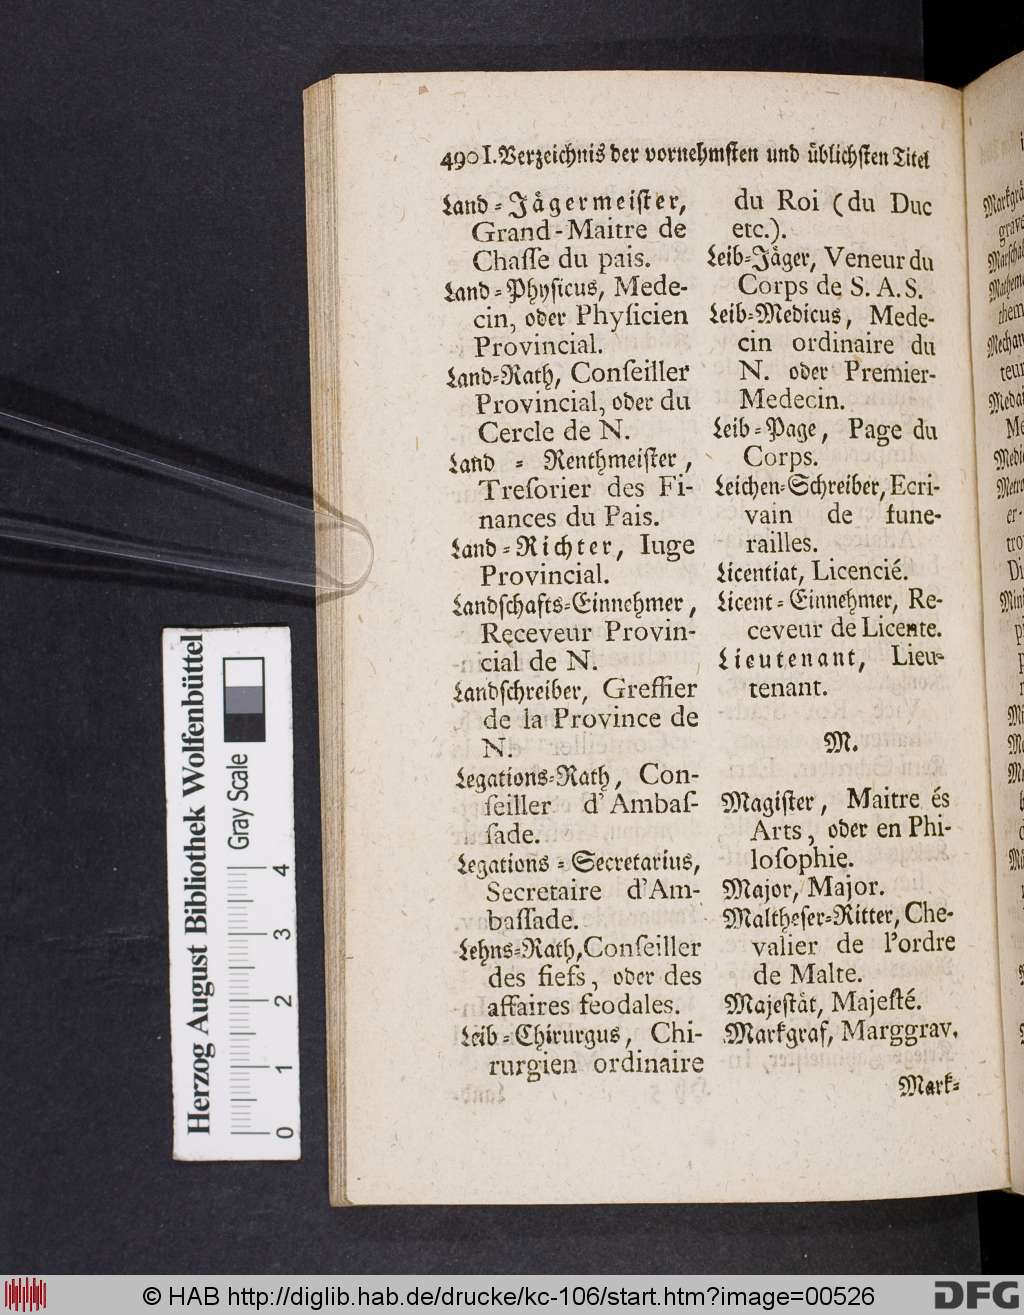 490 I. Verzeichnis der vornehmsten und üblichsten Titel
Land-Jägermeister,
Grand-Maitre de
Chaſſe du pais.
Land-Physicus, Mede-
cin, oder Phyſicien
Provincial.
Land-Rath, Conſeiller
Provincial, oder du
Cercle de N.
Land - Renthmeister,
Treſorier des Fi-
nances du Pais.
Land-Richter, Iuge
Provincial.
Landschafts-Einnehmer,
Receveur Provin-
cial de N.
Landschreiber, Greffier
de la Province de
N.
Legations-Rath, Con-
ſeiller d'Ambaſ-
ſade.
Legations-Secretarius,
Secretaire d'Am-
baſſade.
Lehns-Rath, Conſeiller
des fiefs, oder des
affaires feodales.
Leib-Chirurgus, Chi-
rurgien ordinaire
du Roi (du Duc
etc.).
Leib-Jäger, Veneur du
Corps de S. A. S.
Leib-Medicus, Mede-
cin ordinaire du
N. oder Premier-
Medecin.
Leib-Page, Page du
Corps.
Leichen-Schreiber, Ecri-
vain de fune-
railles.
Licentiat, Licencié.
Licent-Einnehmer, Re-
ceveur de Licente.
Lieutenant, Lieu-
tenant.
M.
Magister, Maitre és
Arts, oder en Phi-
loſophie.
Major, Major.
Maltheser-Ritter, Che-
valier de l'ordre
de Malte.
Majestät, Majeſté.
Markgraf, Marggrav.
Mark-
Herzog August Bibliothek Wolfenbüttel
Gray Scale
0 1 2 3 4
© HAB http://diglib.hab.de/drucke/kc-106/start.htm?image=00526
DFG